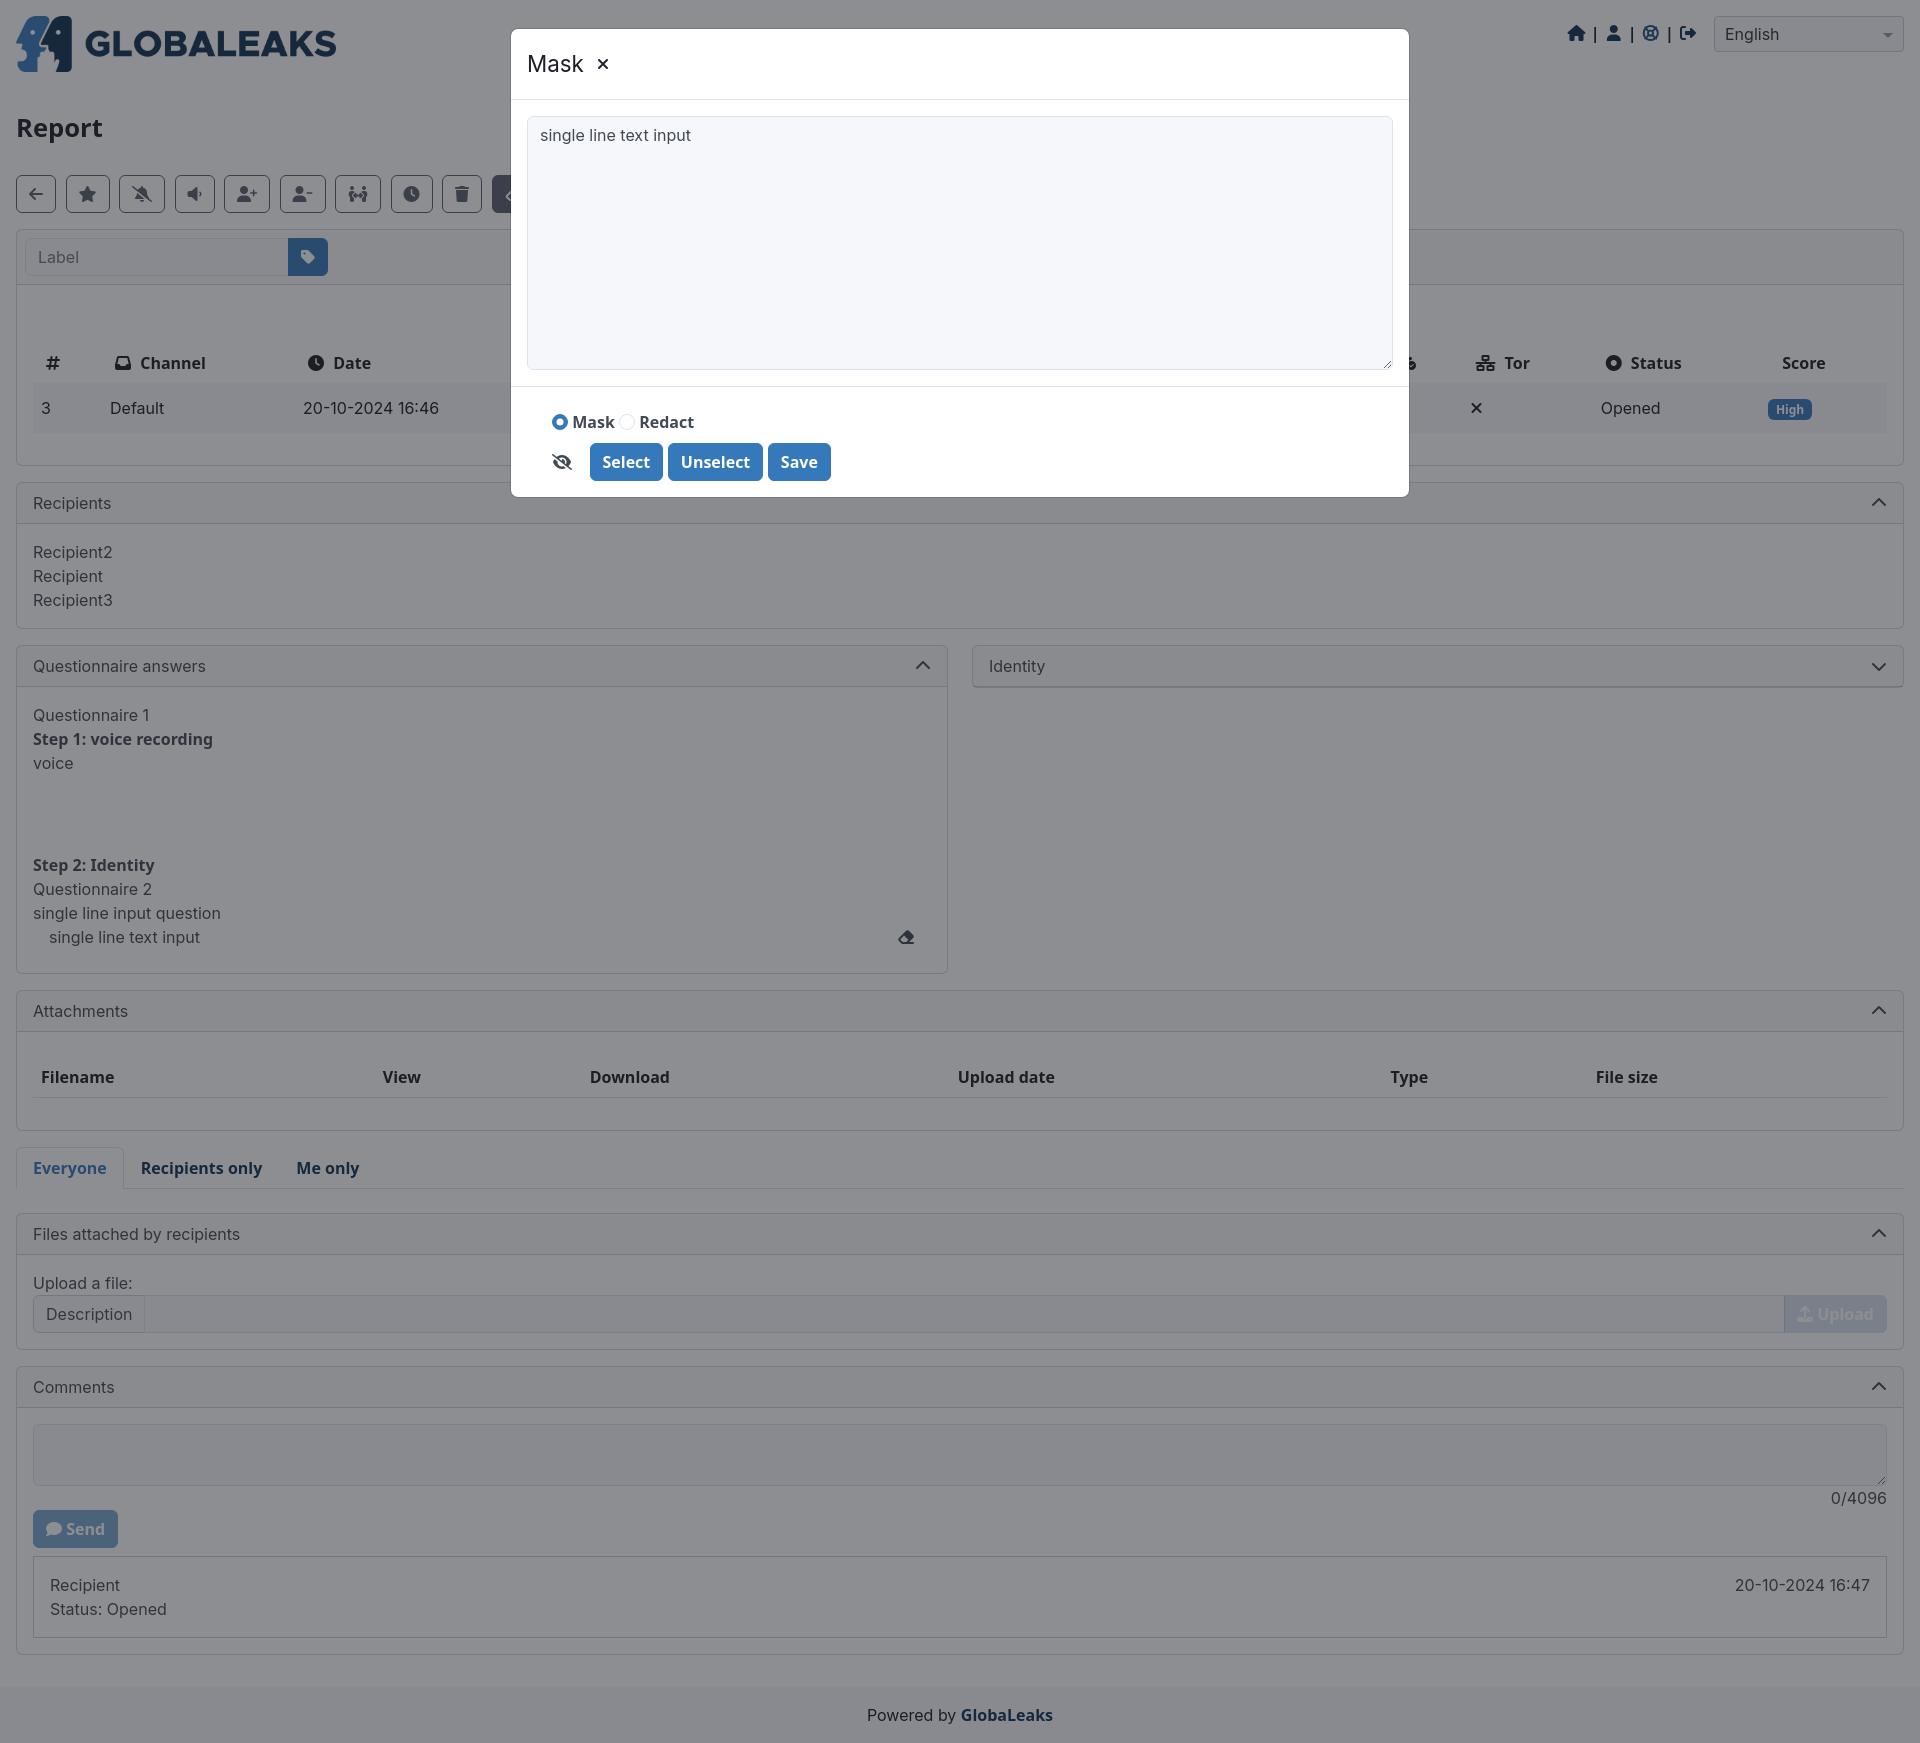 GLOBALEAKS
| | |
English
Mask
single line text input
Mask Redact
Select Unselect Save
Report
Label
# Channel Date Tor Status Score
3 Default 20-10-2024 16:46 Opened High
Recipients
Recipient2
Recipient
Recipient3
Questionnaire answers
Questionnaire 1
Step 1: voice recording
voice
Step 2: Identity
Questionnaire 2
single line input question
single line text input
Identity
Attachments
Filename View Download Upload date Type File size
Everyone Recipients only Me only
Files attached by recipients
Upload a file:
Description Upload
Comments
0/4096
Send
Recipient 20-10-2024 16:47
Status: Opened
Powered by GlobaLeaks